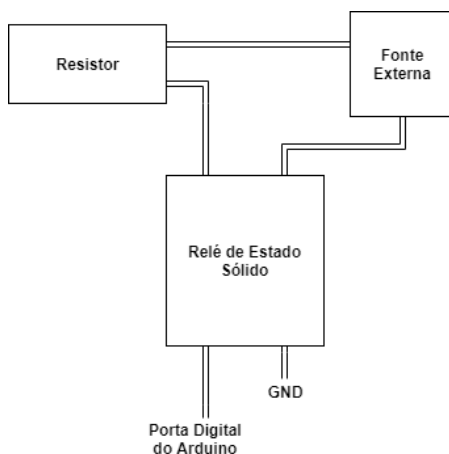 Resistor
Fonte
Externa
Relé de Estado
Sólido
GND
Porta Digital
do Arduino